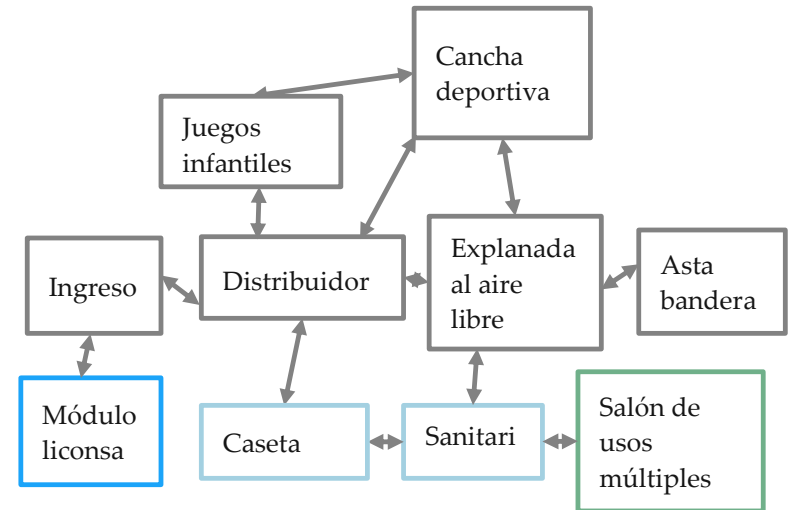 Cancha
deportiva
Juegos
infantiles
Ingreso
Distribuidor
Explanada
al aire
libre
Asta
bandera
Módulo
liconsa
Caseta
Sanitari
Salón de
usos
múltiples